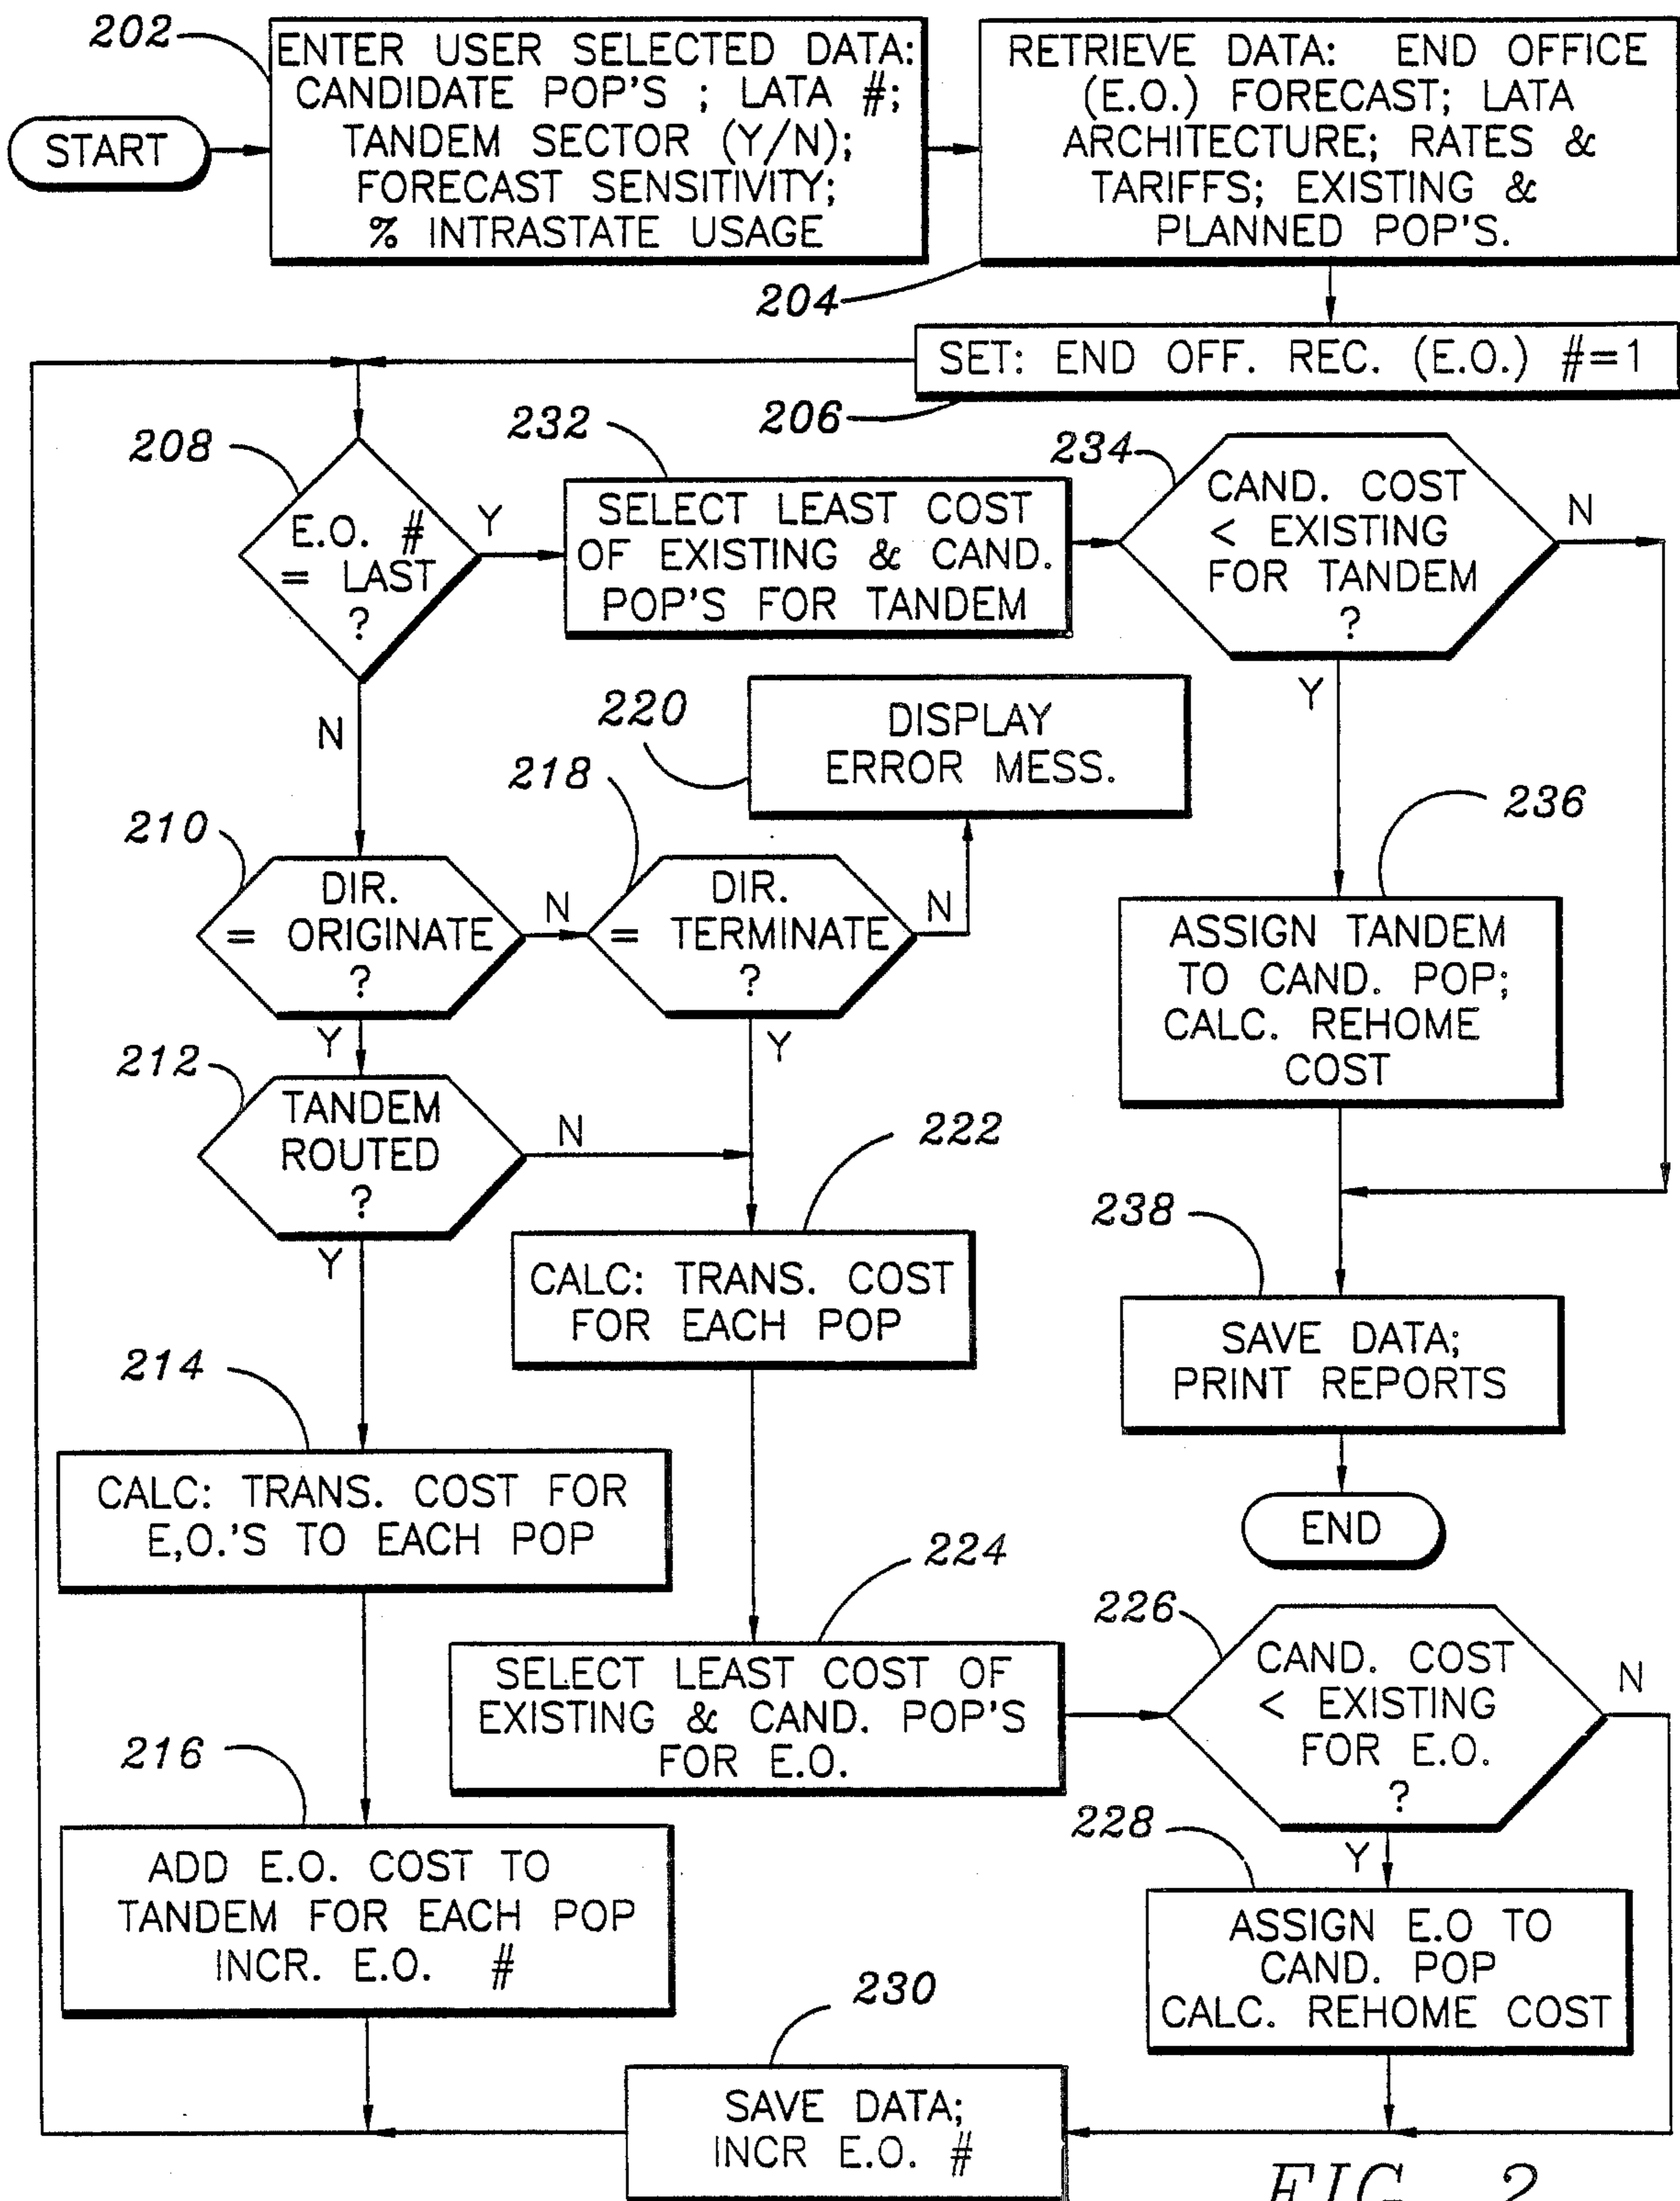 202
ENTER USER SELECTED DATA:
CANDIDATE POP'S ; LATA #;
TANDEM SECTOR (Y/N);
FORECAST SENSITIVITY;
% INTRASTATE USAGE
START
RETRIEVE DATA: END OFFICE
(E.O.) FORECAST; LATA
ARCHITECTURE; RATES &
TARIFFS; EXISTING &
PLANNED POP'S.
204
SET: END OFF. REC. (E.O.) #=1
206
208
E.O. #
= LAST
?
Y
N
232
SELECT LEAST COST
OF EXISTING & CAND.
POP'S FOR TANDEM
234
CAND. COST
< EXISTING
FOR TANDEM
?
N
Y
220
DISPLAY
ERROR MESS.
210
DIR.
= ORIGINATE
?
N
Y
218
DIR.
= TERMINATE
?
N
Y
236
ASSIGN TANDEM
TO CAND. POP;
CALC. REHOME
COST
212
TANDEM
ROUTED
?
N
Y
222
CALC: TRANS. COST
FOR EACH POP
238
SAVE DATA;
PRINT REPORTS
END
214
CALC: TRANS. COST FOR
E,O.'S TO EACH POP
224
SELECT LEAST COST OF
EXISTING & CAND. POP'S
FOR E.O.
226
CAND. COST
< EXISTING
FOR E.O.
?
N
Y
216
ADD E.O. COST TO
TANDEM FOR EACH POP
INCR. E.O. #
228
ASSIGN E.O TO
CAND. POP
CALC. REHOME COST
230
SAVE DATA;
INCR E.O. #
FIG. 2